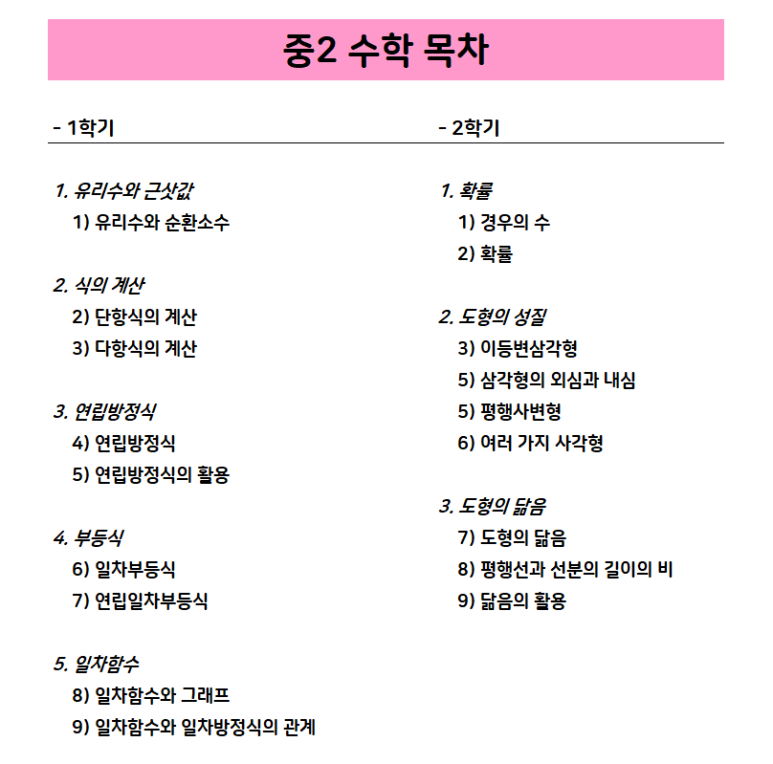 중2 수학 목차
- 1학기
1. 유리수와 근삿값
1) 유리수와 순환소수
2. 식의 계산
2) 단항식의 계산
3) 다항식의 계산
3. 연립방정식
4) 연립방정식
5) 연립방정식의 활용
4. 부등식
6) 일차부등식
7) 연립일차부등식
5. 일차함수
8) 일차함수와 그래프
9) 일차함수와 일차방정식의 관계
- 2학기
1. 확률
1) 경우의 수
2) 확률
2. 도형의 성질
3) 이등변삼각형
5) 삼각형의 외심과 내심
5) 평행사변형
6) 여러 가지 사각형
3. 도형의 닮음
7) 도형의 닮음
8) 평행선과 선분의 길이의 비
9) 닮음의 활용